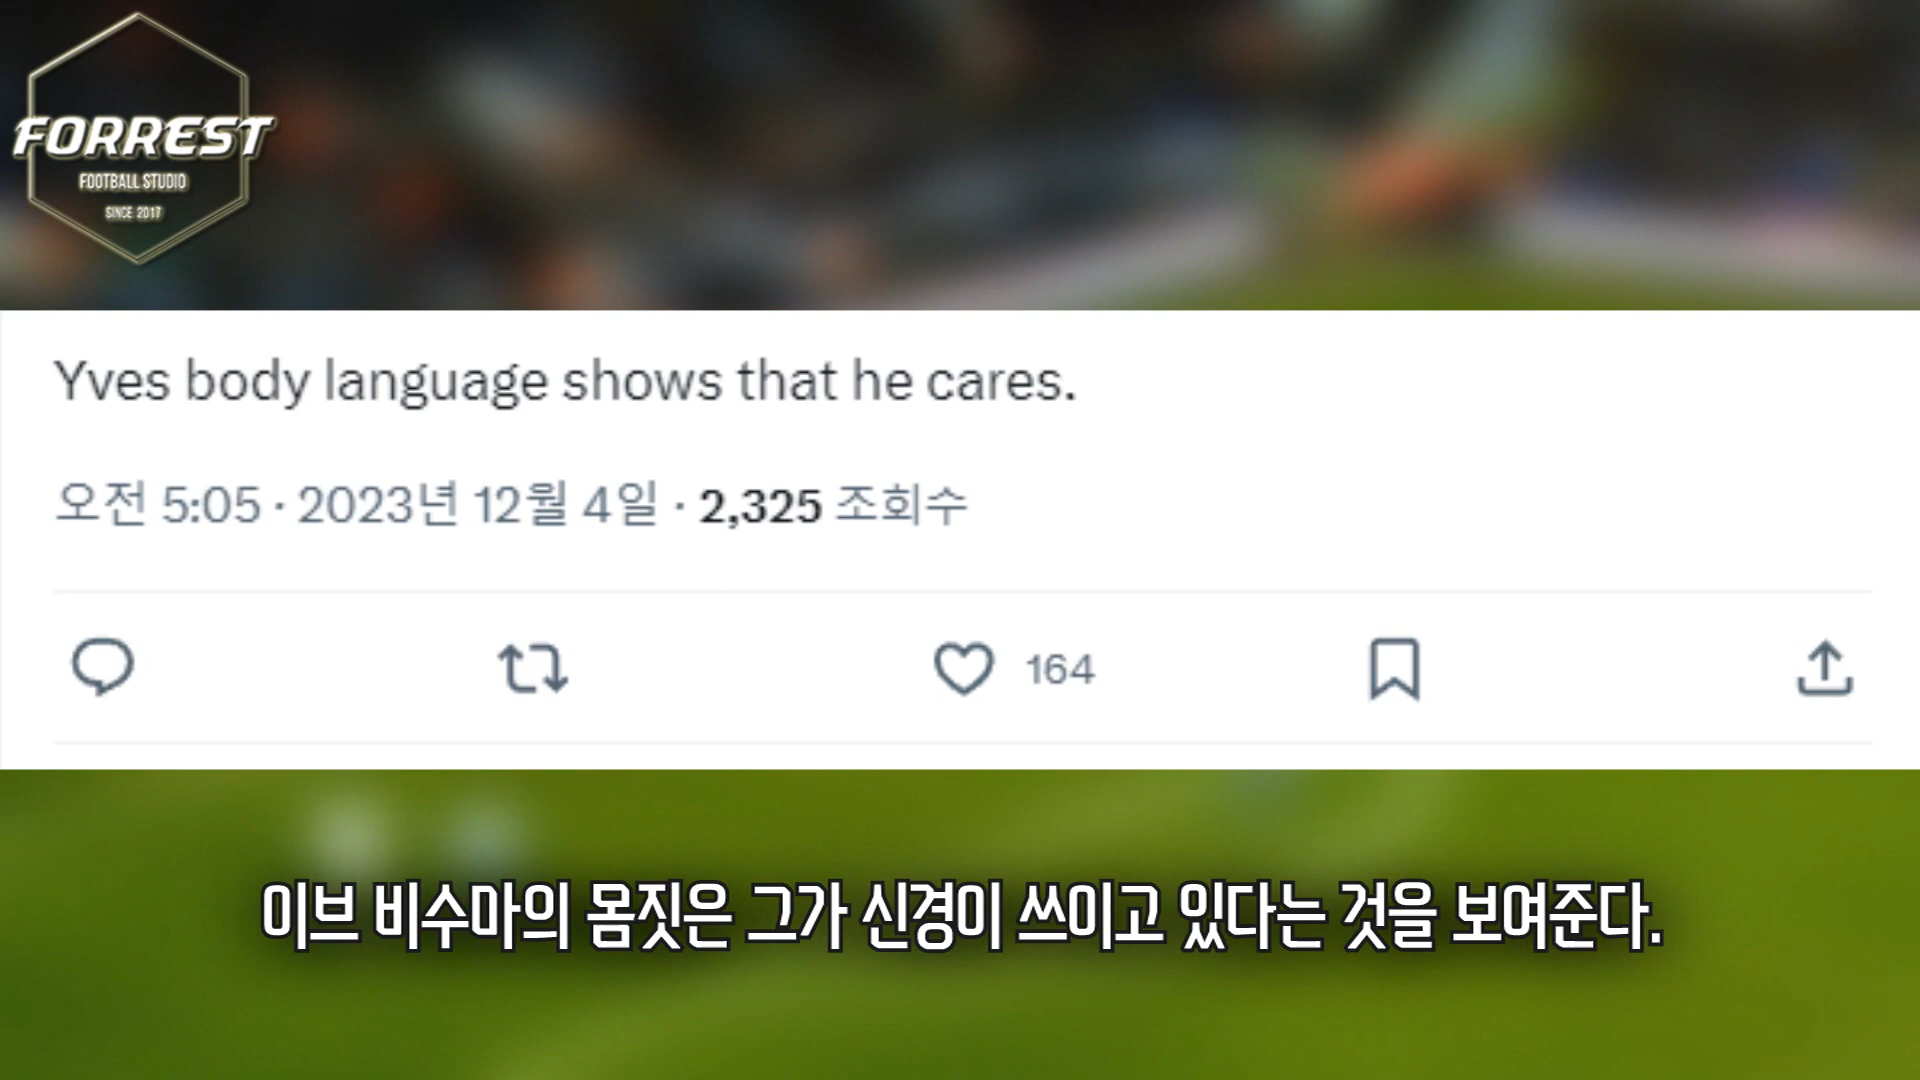 FORREST
FOOTBALL STUDIO
SINCE 2017
Yves body language shows that he cares.
오전 5:05 · 2023년 12월 4일 · 2,325 조회수
164
이브 비수마의 몸짓은 그가 신경이 쓰이고 있다는 것을 보여준다.